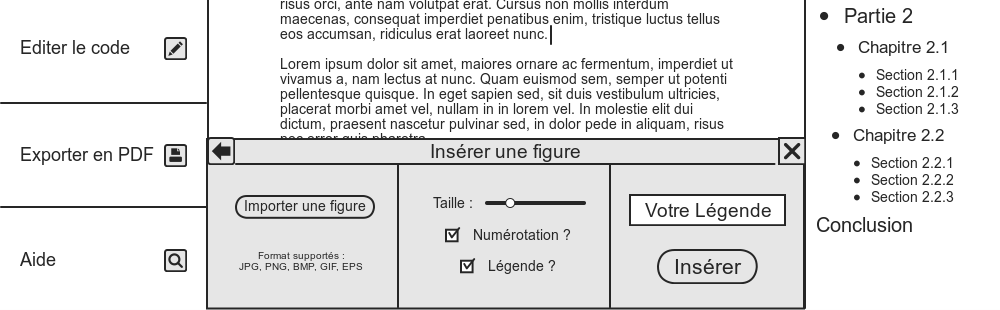 Editer le code
Exporter en PDF
Aide
risus orci, ante nam volutpat erat. Cursus non mollis interdum
maecenas, consequat imperdiet penatibus enim, tristique luctus tellus
eos accumsan, ridiculus erat laoreet nunc.
Lorem ipsum dolor sit amet, maiores ornare ac fermentum, imperdiet ut
vivamus a, nam lectus at nunc. Quam euismod sem, semper ut potenti
pellentesque quisque. In eget sapien sed, sit duis vestibulum ultricies,
placerat morbi amet vel, nullam in in lorem vel. In molestie elit dui
dictum, praesent nascetur pulvinar sed, in dolor pede in aliquam, risus
nec error quis pharetra.
Insérer une figure
Importer une figure
Format supportés :
JPG, PNG, BMP, GIF, EPS
Taille :
Numérotation ?
Légende ?
Votre Légende
Insérer
Partie 2
Chapitre 2.1
Section 2.1.1
Section 2.1.2
Section 2.1.3
Chapitre 2.2
Section 2.2.1
Section 2.2.2
Section 2.2.3
Conclusion